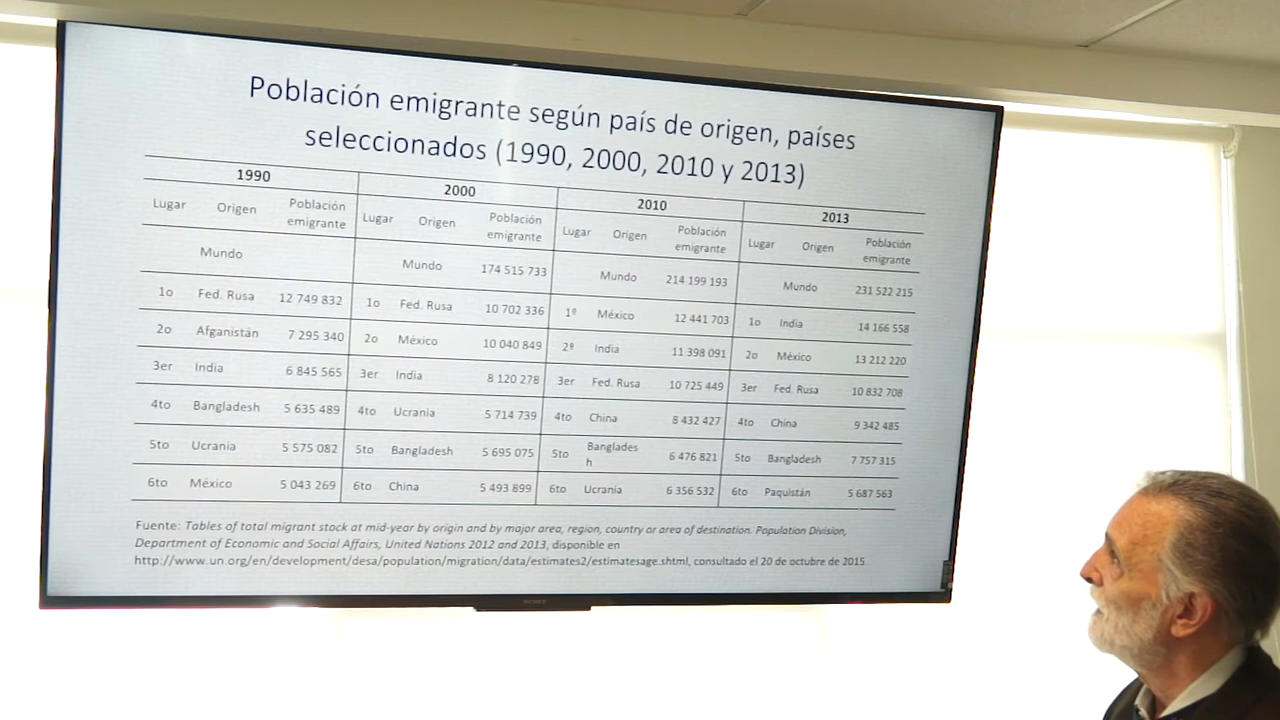 Población emigrante según país de origen, países
seleccionados (1990, 2000, 2010 y 2013)
1990 2000 2010 2013
Lugar Origen Población emigrante Lugar Origen Población emigrante Lugar Origen Población emigrante Lugar Origen Población emigrante
Mundo Mundo 174 515 733 Mundo 214 199 193 Mundo 231 522 215
1o Fed. Rusa 12 749 832 1o Fed. Rusa 10 702 336 1º México 12 441 703 1o India 14 166 558
2o Afganistán 7 295 340 2o México 10 040 849 2º India 11 398 091 2o México 13 212 220
3er India 6 845 565 3er India 8 120 278 3er Fed. Rusa 10 725 449 3er Fed. Rusa 10 832 708
4to Bangladesh 5 635 489 4to Ucrania 5 714 739 4to China 8 432 427 4to China 9 342 485
5to Ucrania 5 575 082 5to Bangladesh 5 695 075 5to Bangladesh 6 476 821 5to Bangladesh 7 757 315
6to México 5 043 269 6to China 5 493 899 6to Ucrania 6 356 532 6to Paquistán 5 687 563
Fuente: Tables of total migrant stock at mid-year by origin and by major area, region, country or area of destination. Population Division,
Department of Economic and Social Affairs, United Nations 2012 and 2013, disponible en
http://www.un.org/en/development/desa/population/migration/data/estimates2/estimatesage.shtml, consultado el 20 de octubre de 2015.
SONY